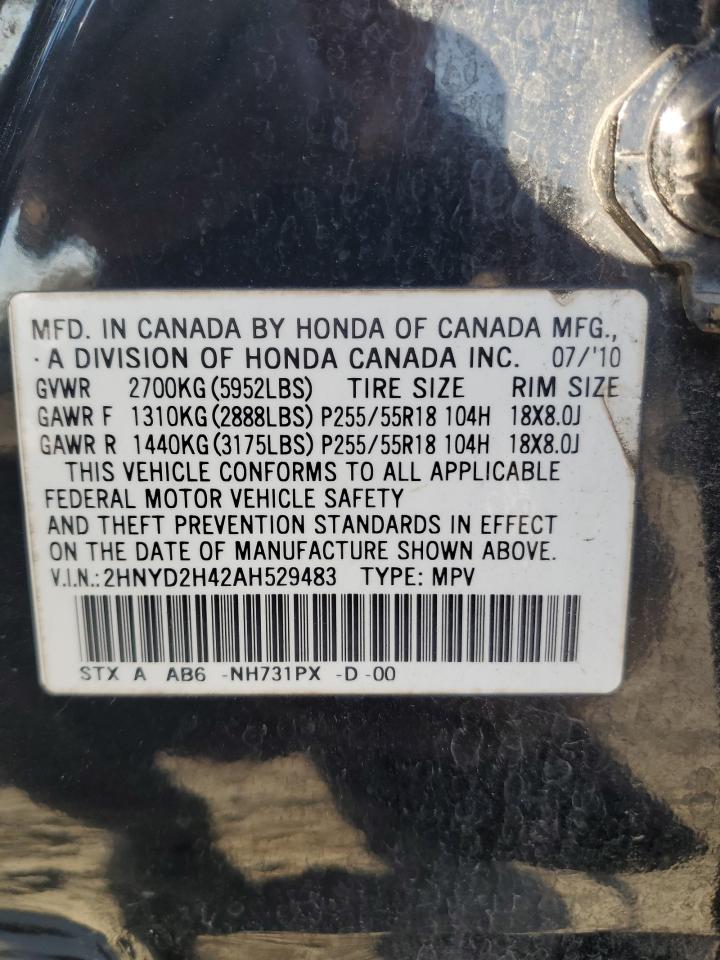 MFD. IN CANADA BY HONDA OF CANADA MFG.,
· A DIVISION OF HONDA CANADA INC. 07/'10
GVWR 2700KG(5952LBS) TIRE SIZE RIM SIZE
GAWR F 1310KG(2888LBS) P255/55R18 104H 18X8.0J
GAWR R 1440KG(3175LBS) P255/55R18 104H 18X8.0J
THIS VEHICLE CONFORMS TO ALL APPLICABLE
FEDERAL MOTOR VEHICLE SAFETY
AND THEFT PREVENTION STANDARDS IN EFFECT
ON THE DATE OF MANUFACTURE SHOWN ABOVE.
V.I.N.:2HNYD2H42AH529483 TYPE: MPV
STX A AB6 -NH731PX -D -00